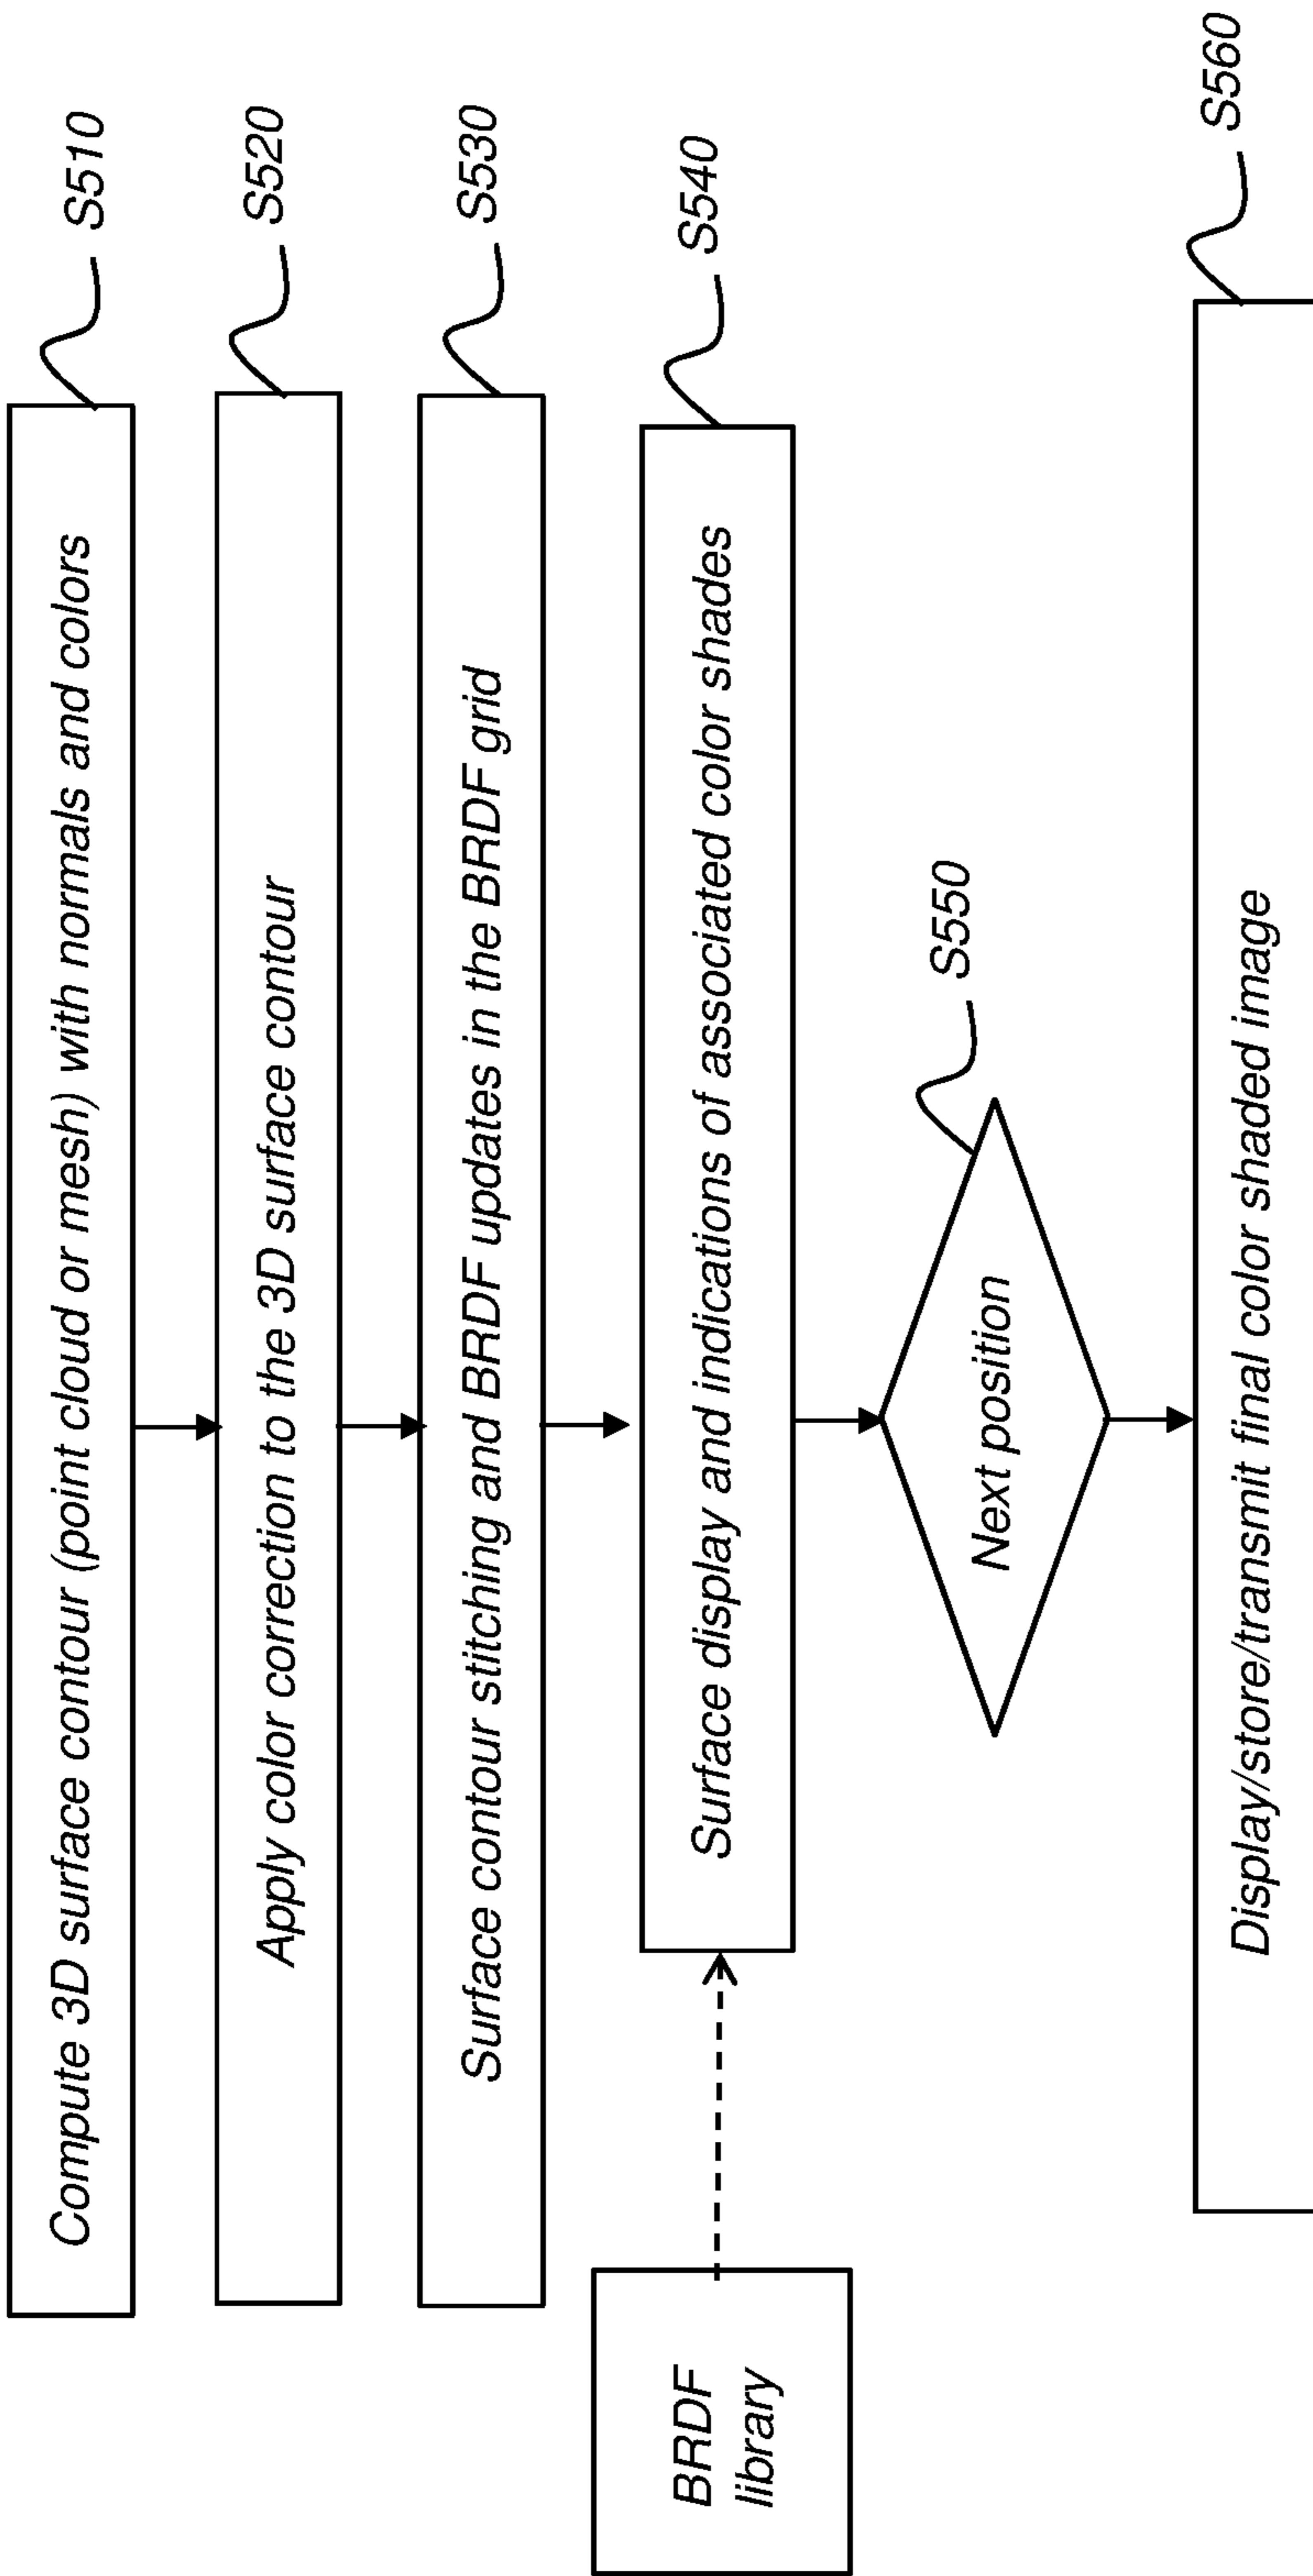 Compute 3D surface contour (point cloud or mesh) with normals and colors
S510
Apply color correction to the 3D surface contour
S520
Surface contour stitching and BRDF updates in the BRDF grid
S530
BRDF
library
Surface display and indications of associated color shades
S540
Next position
S550
Display/store/transmit final color shaded image
S560